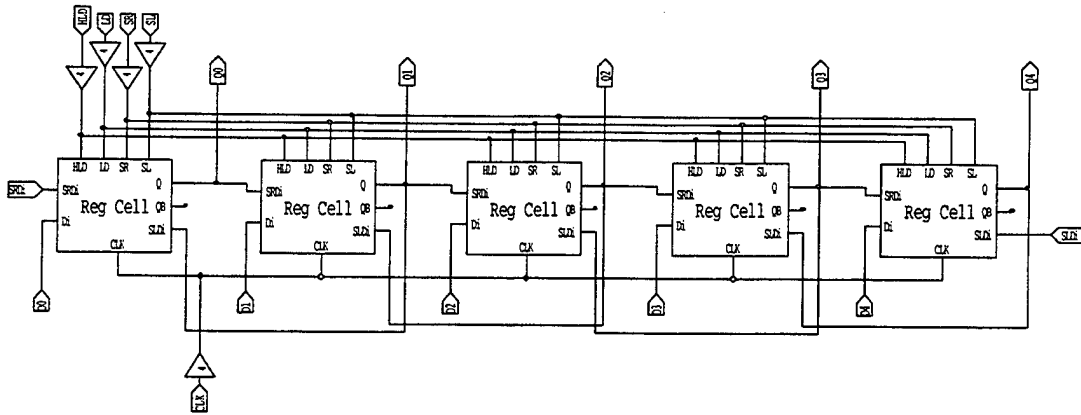 HLD LD SR SL
Q0 Q1 Q2 Q3 Q4
HLD LD SR SL
SRDi Q
Reg Cell QB
Di SLDi
CLK
HLD LD SR SL
SRDi Q
Reg Cell QB
Di SLDi
CLK
HLD LD SR SL
SRDi Q
Reg Cell QB
Di SLDi
CLK
HLD LD SR SL
SRDi Q
Reg Cell QB
Di SLDi
CLK
HLD LD SR SL
SRDi Q
Reg Cell QB
Di SLDi
CLK
SRDi
SLDi
D0 D1 D2 D3 D4
CLK